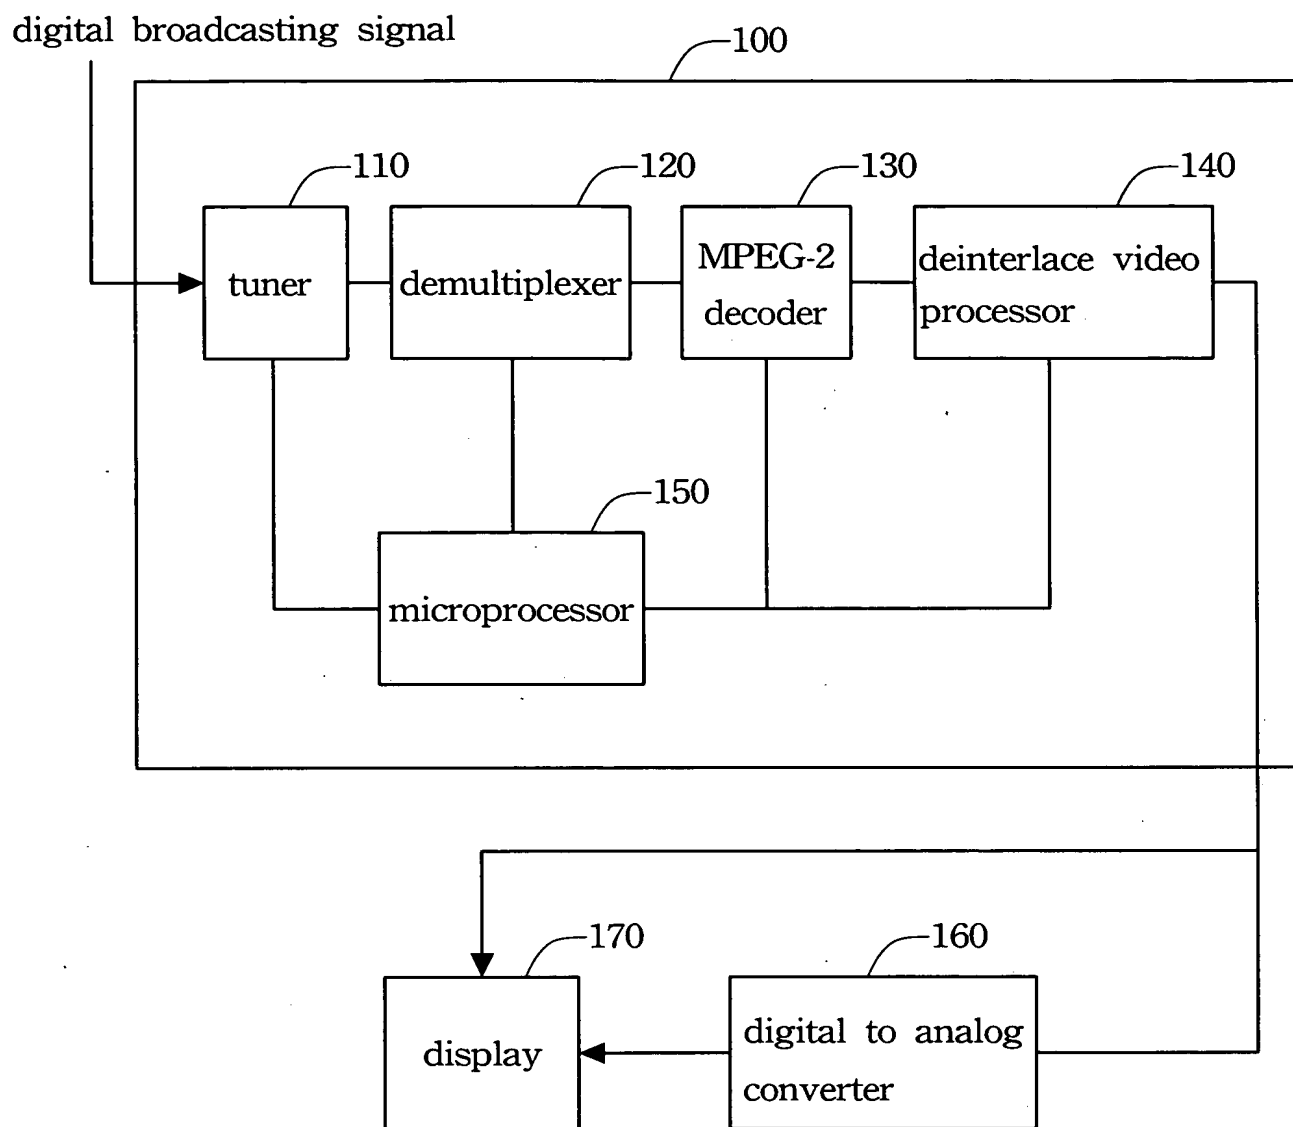 digital broadcasting signal
100
110
120
130
140
tuner
demultiplexer
MPEG-2
decoder
deinterlace video
processor
150
microprocessor
170
160
display
digital to analog
converter